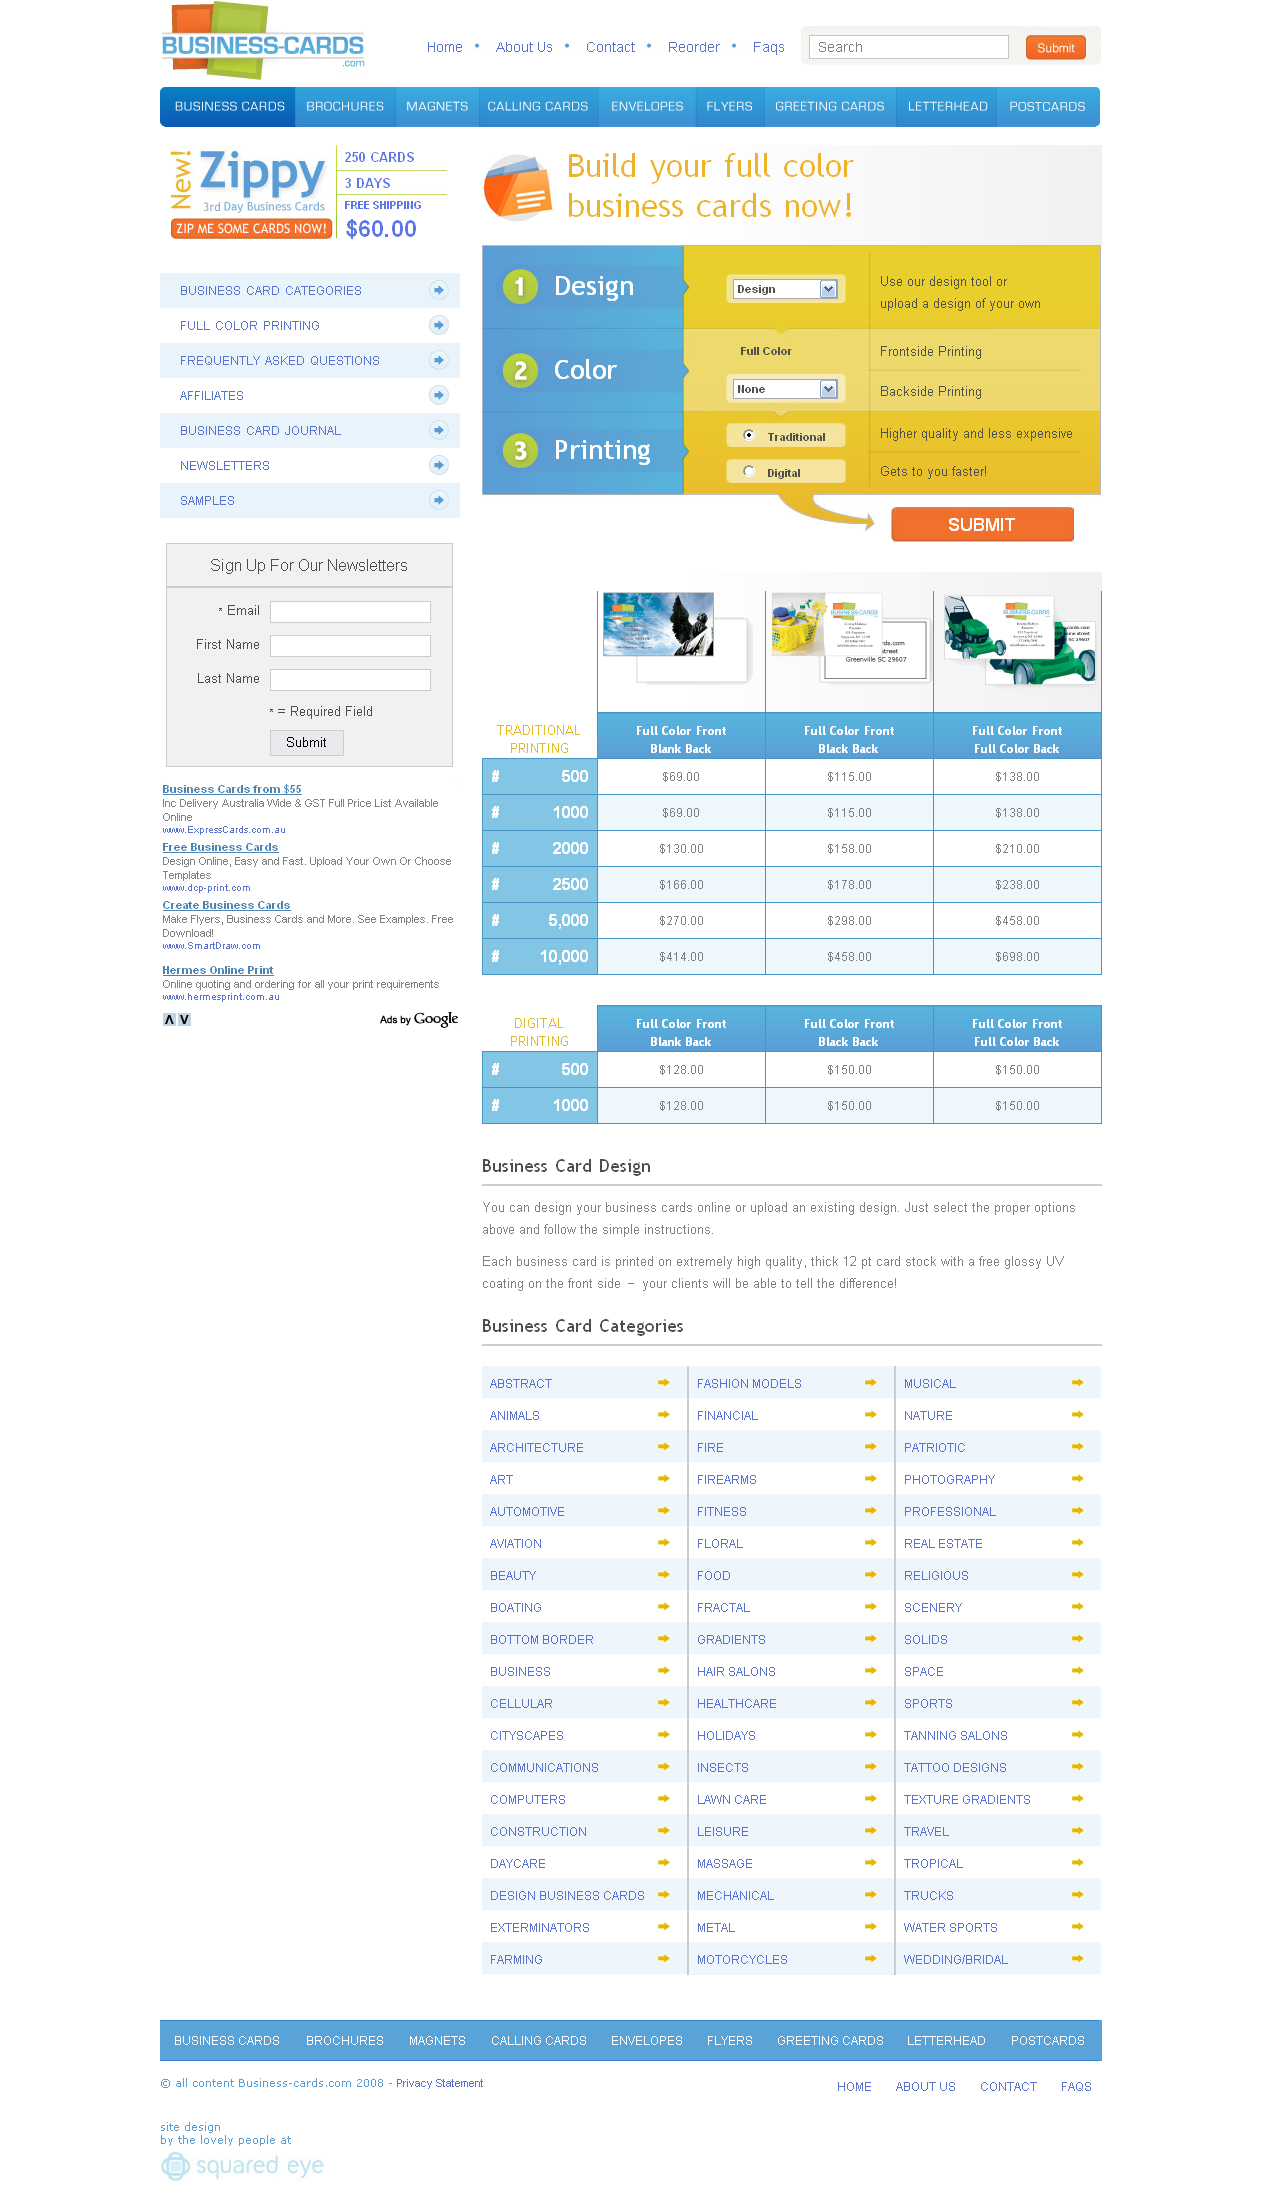 BUSINESS-CARDS
.com
Home • About Us • Contact • Reorder • Faqs
Search
Submit
BUSINESS CARDS BROCHURES MAGNETS CALLING CARDS ENVELOPES FLYERS GREETING CARDS LETTERHEAD POSTCARDS
New! Zippy
3rd Day Business Cards
ZIP ME SOME CARDS NOW!
250 CARDS
3 DAYS
FREE SHIPPING
$60.00
BUSINESS CARD CATEGORIES
FULL COLOR PRINTING
FREQUENTLY ASKED QUESTIONS
AFFILIATES
BUSINESS CARD JOURNAL
NEWSLETTERS
SAMPLES
Sign Up For Our Newsletters
* Email
First Name
Last Name
* = Required Field
Submit
Business Cards from $55
Inc Delivery Australia Wide & GST Full Price List Available
Online
www.ExpressCards.com.au
Free Business Cards
Design Online, Easy and Fast. Upload Your Own Or Choose
Templates
www.dcp-print.com
Create Business Cards
Make Flyers, Business Cards and More. See Examples. Free
Download!
www.SmartDraw.com
Hermes Online Print
Online quoting and ordering for all your print requirements
www.hermesprint.com.au
Ads by Google
Build your full color
business cards now!
1 Design
Design
Use our design tool or
upload a design of your own
2 Color
Full Color
Frontside Printing
None
Backside Printing
3 Printing
Traditional
Higher quality and less expensive
Digital
Gets to you faster!
SUBMIT
BUSINESS-CARDS
Greenville SC 29607
BUSINESS-CARDS
SC 29607
TRADITIONAL
PRINTING
Full Color Front
Blank Back
Full Color Front
Black Back
Full Color Front
Full Color Back
# 500 $69.00 $115.00 $138.00
# 1000 $69.00 $115.00 $138.00
# 2000 $130.00 $158.00 $210.00
# 2500 $166.00 $178.00 $238.00
# 5,000 $270.00 $298.00 $458.00
# 10,000 $414.00 $458.00 $698.00
DIGITAL
PRINTING
Full Color Front
Blank Back
Full Color Front
Black Back
Full Color Front
Full Color Back
# 500 $128.00 $150.00 $150.00
# 1000 $128.00 $150.00 $150.00
Business Card Design
You can design your business cards online or upload an existing design. Just select the proper options
above and follow the simple instructions.
Each business card is printed on extremely high quality, thick 12 pt card stock with a free glossy UV
coating on the front side – your clients will be able to tell the difference!
Business Card Categories
ABSTRACT FASHION MODELS MUSICAL
ANIMALS FINANCIAL NATURE
ARCHITECTURE FIRE PATRIOTIC
ART FIREARMS PHOTOGRAPHY
AUTOMOTIVE FITNESS PROFESSIONAL
AVIATION FLORAL REAL ESTATE
BEAUTY FOOD RELIGIOUS
BOATING FRACTAL SCENERY
BOTTOM BORDER GRADIENTS SOLIDS
BUSINESS HAIR SALONS SPACE
CELLULAR HEALTHCARE SPORTS
CITYSCAPES HOLIDAYS TANNING SALONS
COMMUNICATIONS INSECTS TATTOO DESIGNS
COMPUTERS LAWN CARE TEXTURE GRADIENTS
CONSTRUCTION LEISURE TRAVEL
DAYCARE MASSAGE TROPICAL
DESIGN BUSINESS CARDS MECHANICAL TRUCKS
EXTERMINATORS METAL WATER SPORTS
FARMING MOTORCYCLES WEDDING/BRIDAL
BUSINESS CARDS BROCHURES MAGNETS CALLING CARDS ENVELOPES FLYERS GREETING CARDS LETTERHEAD POSTCARDS
© all content Business-cards.com 2008 - Privacy Statement
HOME ABOUT US CONTACT FAQS
site design
by the lovely people at
squared eye